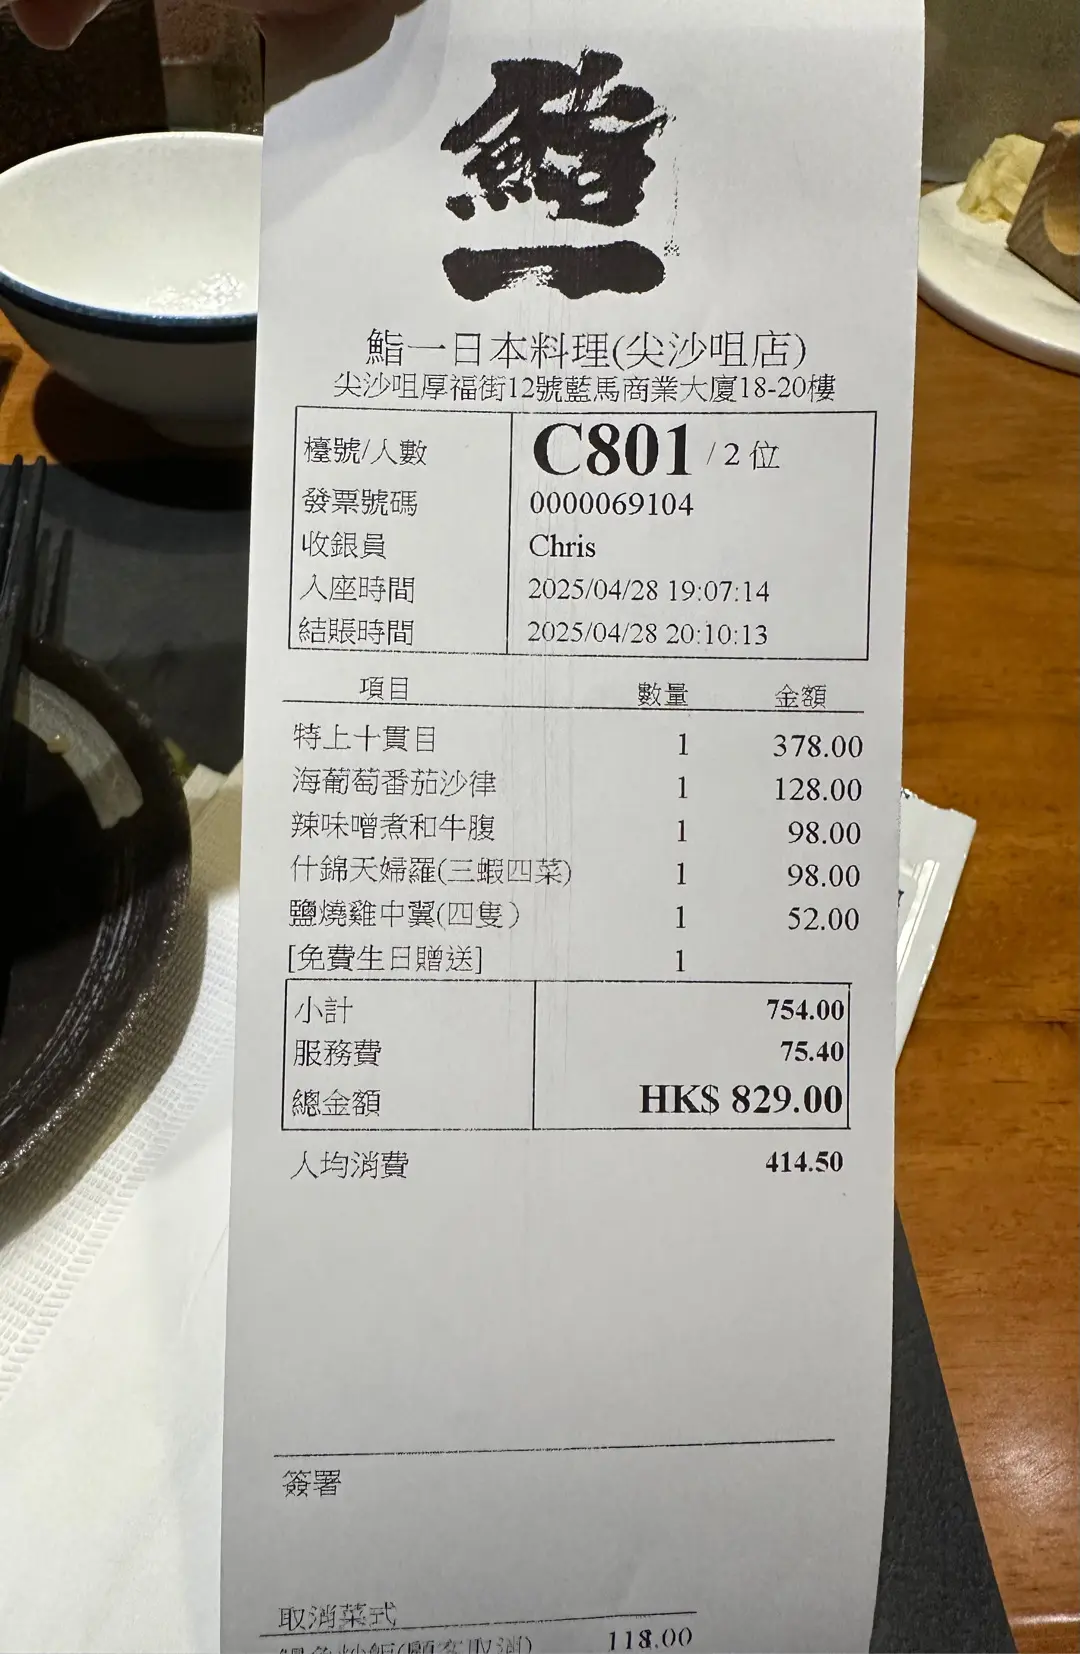 鮨
一
鮨一日本料理(尖沙咀店)
尖沙咀厚福街12號藍馬商業大廈18-20樓
檯號/人數 C801 / 2 位
發票號碼 0000069104
收銀員 Chris
入座時間 2025/04/28 19:07:14
結賬時間 2025/04/28 20:10:13
項目 數量 金額
特上十貫目 1 378.00
海葡萄番茄沙律 1 128.00
辣味噌煮和牛腹 1 98.00
什錦天婦羅(三蝦四菜) 1 98.00
鹽燒雞中翼(四隻) 1 52.00
[免費生日贈送] 1
小計 754.00
服務費 75.40
總金額 HK$ 829.00
人均消費 414.50
簽署
取消菜式
炒飯(顧客取消) 118.00